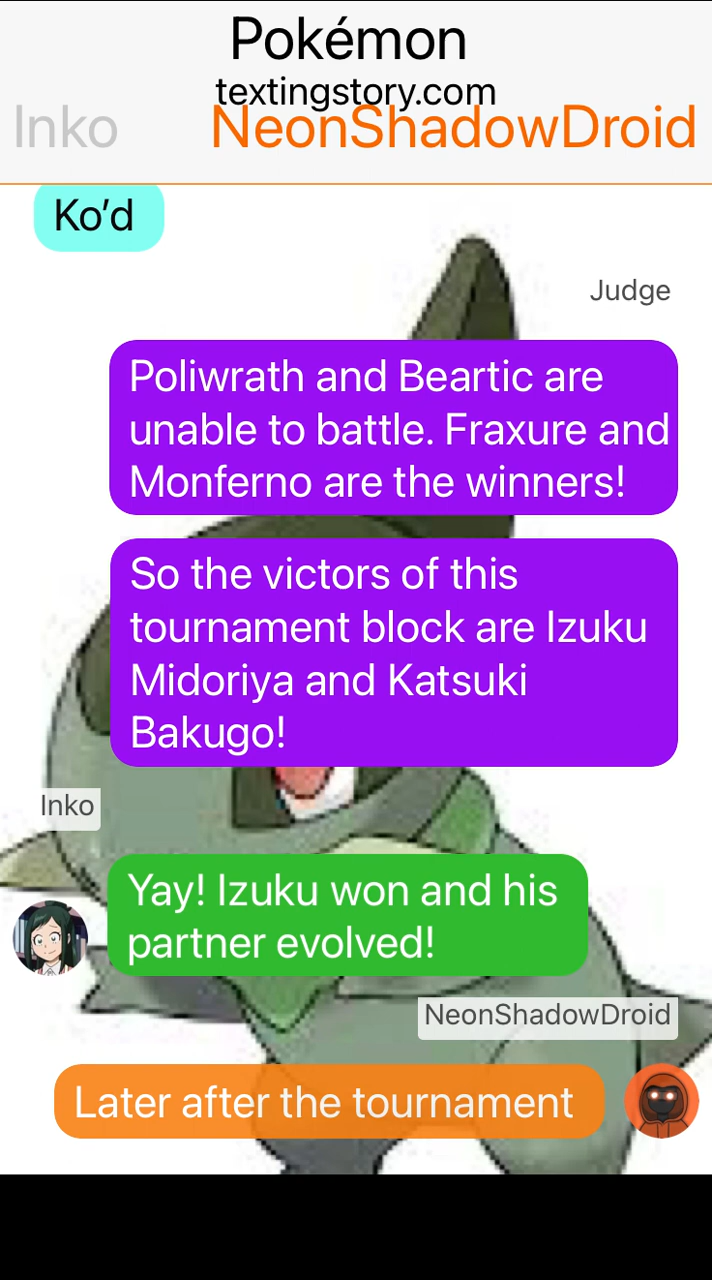 Pokémon
textingstory.com
Inko NeonShadowDroid
Ko’d
Judge
Poliwrath and Beartic are
unable to battle. Fraxure and
Monferno are the winners!
So the victors of this
tournament block are Izuku
Midoriya and Katsuki
Bakugo!
Inko
Yay! Izuku won and his
partner evolved!
NeonShadowDroid
Later after the tournament